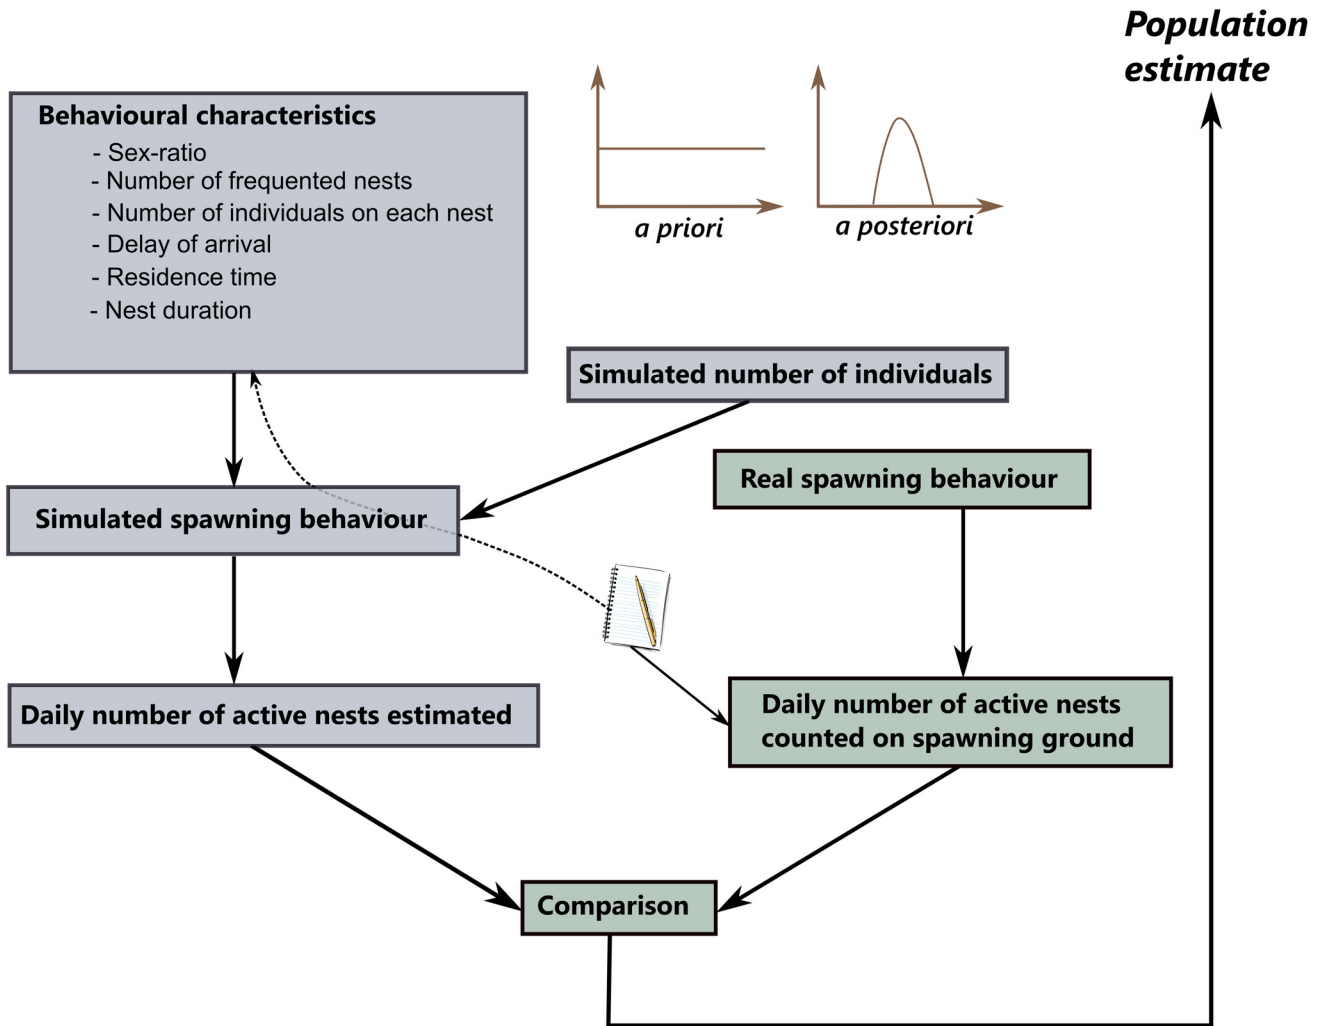 Population
estimate
Behavioural characteristics
- Sex-ratio
- Number of frequented nests
- Number of individuals on each nest
- Delay of arrival
- Residence time
- Nest duration
a priori
a posteriori
Simulated number of individuals
Real spawning behaviour
Simulated spawning behaviour
Daily number of active nests estimated
Daily number of active nests
counted on spawning ground
Comparison